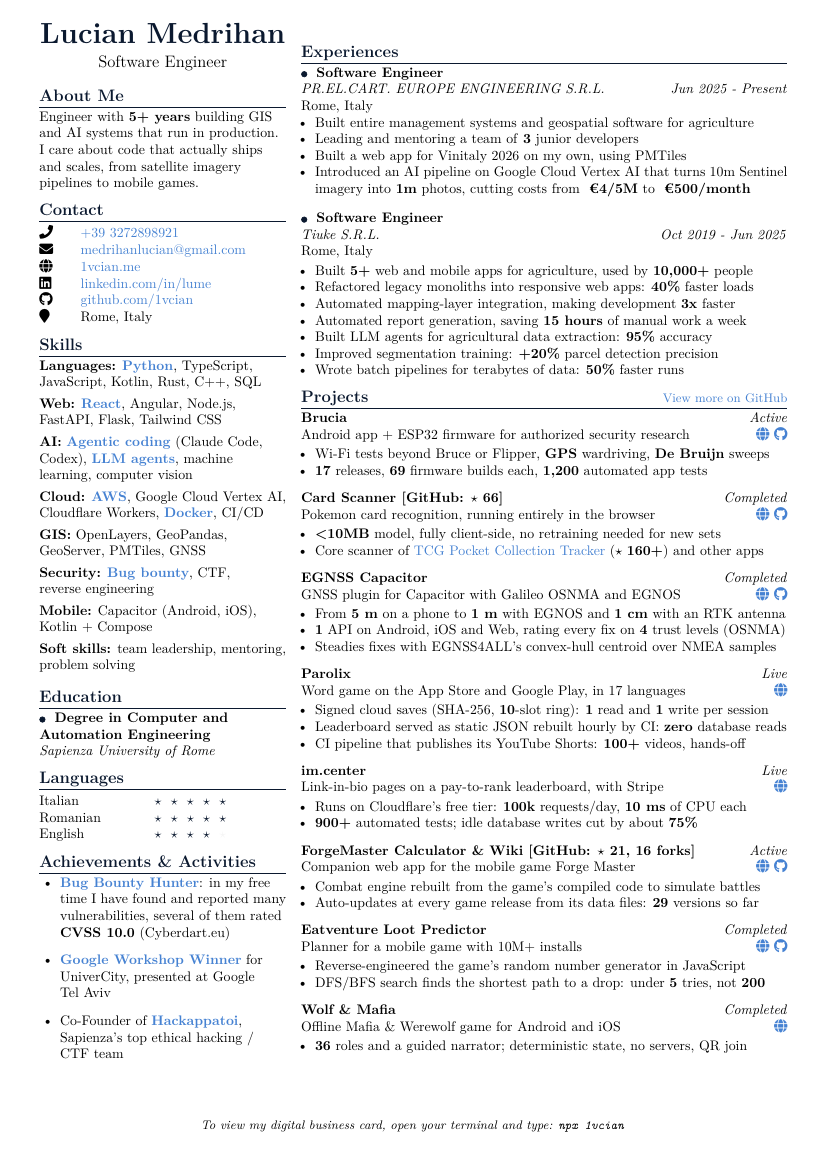 Lucian Medrihan
Software Engineer
About Me
Engineer with 5+ years building GIS
and AI systems that run in production.
I care about code that actually ships
and scales, from satellite imagery
pipelines to mobile games.
Contact
+39 3272898921
medrihanlucian@gmail.com
1vcian.me
linkedin.com/in/lume
github.com/1vcian
Rome, Italy
Skills
Languages: Python, TypeScript,
JavaScript, Kotlin, Rust, C++, SQL
Web: React, Angular, Node.js,
FastAPI, Flask, Tailwind CSS
AI: Agentic coding (Claude Code,
Codex), LLM agents, machine
learning, computer vision
Cloud: AWS, Google Cloud Vertex AI,
Cloudflare Workers, Docker, CI/CD
GIS: OpenLayers, GeoPandas,
GeoServer, PMTiles, GNSS
Security: Bug bounty, CTF,
reverse engineering
Mobile: Capacitor (Android, iOS),
Kotlin + Compose
Soft skills: team leadership, mentoring,
problem solving
Education
• Degree in Computer and
Automation Engineering
Sapienza University of Rome
Languages
Italian ⋆ ⋆ ⋆ ⋆ ⋆
Romanian ⋆ ⋆ ⋆ ⋆ ⋆
English ⋆ ⋆ ⋆ ⋆
Achievements & Activities
• Bug Bounty Hunter: in my free
time I have found and reported many
vulnerabilities, several of them rated
CVSS 10.0 (Cyberdart.eu)
• Google Workshop Winner for
UniverCity, presented at Google
Tel Aviv
• Co-Founder of Hackappatoi,
Sapienza's top ethical hacking /
CTF team
Experiences
• Software Engineer
PR.EL.CART. EUROPE ENGINEERING S.R.L. Jun 2025 - Present
Rome, Italy
• Built entire management systems and geospatial software for agriculture
• Leading and mentoring a team of 3 junior developers
• Built a web app for Vinitaly 2026 on my own, using PMTiles
• Introduced an AI pipeline on Google Cloud Vertex AI that turns 10m Sentinel
imagery into 1m photos, cutting costs from €4/5M to €500/month
• Software Engineer
Tiuke S.R.L. Oct 2019 - Jun 2025
Rome, Italy
• Built 5+ web and mobile apps for agriculture, used by 10,000+ people
• Refactored legacy monoliths into responsive web apps: 40% faster loads
• Automated mapping-layer integration, making development 3x faster
• Automated report generation, saving 15 hours of manual work a week
• Built LLM agents for agricultural data extraction: 95% accuracy
• Improved segmentation training: +20% parcel detection precision
• Wrote batch pipelines for terabytes of data: 50% faster runs
Projects View more on GitHub
Brucia Active
Android app + ESP32 firmware for authorized security research
• Wi-Fi tests beyond Bruce or Flipper, GPS wardriving, De Bruijn sweeps
• 17 releases, 69 firmware builds each, 1,200 automated app tests
Card Scanner [GitHub: ⋆ 66] Completed
Pokemon card recognition, running entirely in the browser
• <10MB model, fully client-side, no retraining needed for new sets
• Core scanner of TCG Pocket Collection Tracker (⋆ 160+) and other apps
EGNSS Capacitor Completed
GNSS plugin for Capacitor with Galileo OSNMA and EGNOS
• From 5 m on a phone to 1 m with EGNOS and 1 cm with an RTK antenna
• 1 API on Android, iOS and Web, rating every fix on 4 trust levels (OSNMA)
• Steadies fixes with EGNSS4ALL's convex-hull centroid over NMEA samples
Parolix Live
Word game on the App Store and Google Play, in 17 languages
• Signed cloud saves (SHA-256, 10-slot ring): 1 read and 1 write per session
• Leaderboard served as static JSON rebuilt hourly by CI: zero database reads
• CI pipeline that publishes its YouTube Shorts: 100+ videos, hands-off
im.center Live
Link-in-bio pages on a pay-to-rank leaderboard, with Stripe
• Runs on Cloudflare's free tier: 100k requests/day, 10 ms of CPU each
• 900+ automated tests; idle database writes cut by about 75%
ForgeMaster Calculator & Wiki [GitHub: ⋆ 21, 16 forks] Active
Companion web app for the mobile game Forge Master
• Combat engine rebuilt from the game's compiled code to simulate battles
• Auto-updates at every game release from its data files: 29 versions so far
Eatventure Loot Predictor Completed
Planner for a mobile game with 10M+ installs
• Reverse-engineered the game's random number generator in JavaScript
• DFS/BFS search finds the shortest path to a drop: under 5 tries, not 200
Wolf & Mafia Completed
Offline Mafia & Werewolf game for Android and iOS
• 36 roles and a guided narrator; deterministic state, no servers, QR join
To view my digital business card, open your terminal and type: npx 1vcian